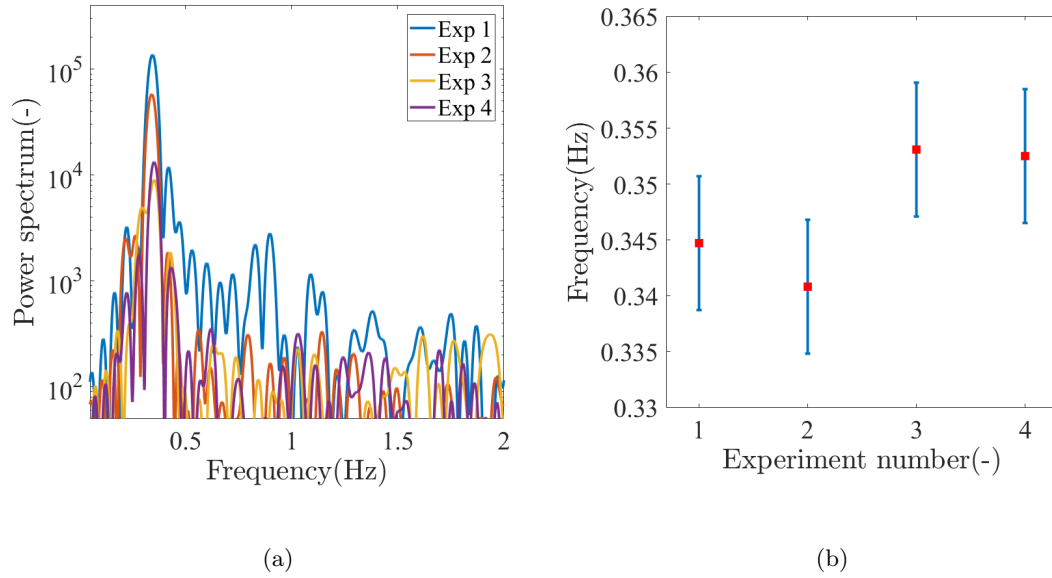 Exp 1
Exp 2
Exp 3
Exp 4
10^5
10^4
10^3
10^2
Power spectrum(-)
0.5 1 1.5 2
Frequency(Hz)
(a)
0.365
0.36
0.355
0.35
0.345
0.34
0.335
0.33
Frequency(Hz)
1 2 3 4
Experiment number(-)
(b)